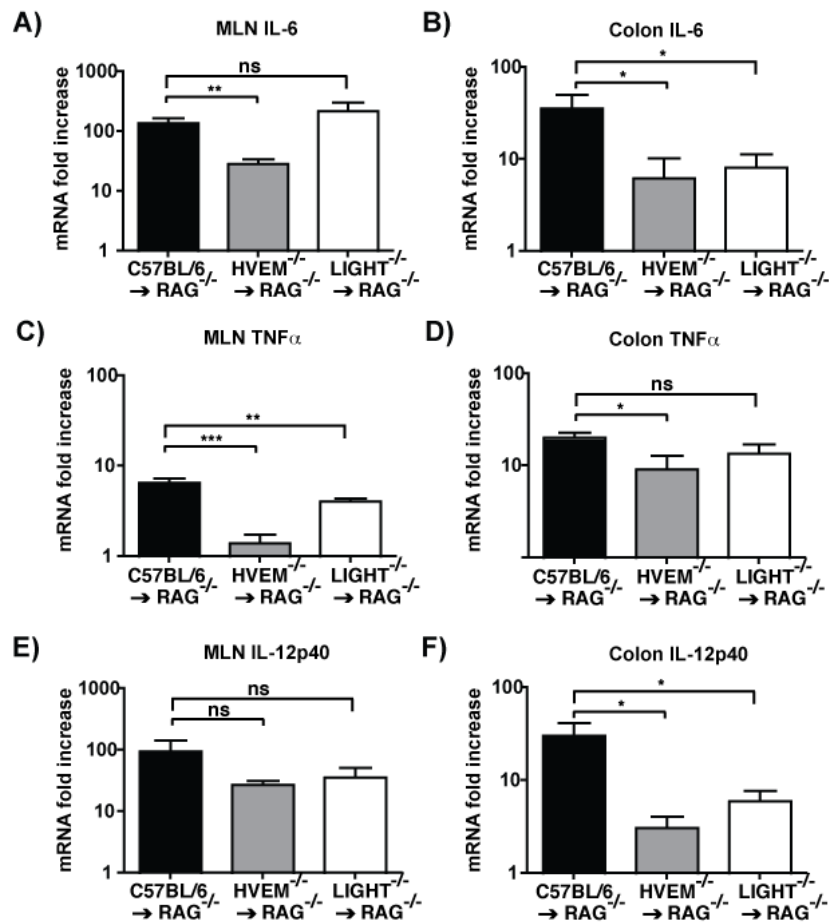 A)
MLN IL-6
mRNA fold increase
1000
100
10
1
ns
**
C57BL/6 → RAG-/-
HVEM-/- → RAG-/-
LIGHT-/- → RAG-/-
B)
Colon IL-6
mRNA fold increase
100
10
1
*
*
C57BL/6 → RAG-/-
HVEM-/- → RAG-/-
LIGHT-/- → RAG-/-
C)
MLN TNFα
mRNA fold increase
100
10
1
**
***
C57BL/6 → RAG-/-
HVEM-/- → RAG-/-
LIGHT-/- → RAG-/-
D)
Colon TNFα
mRNA fold increase
100
10
ns
*
C57BL/6 → RAG-/-
HVEM-/- → RAG-/-
LIGHT-/- → RAG-/-
E)
MLN IL-12p40
mRNA fold increase
1000
100
10
1
ns
ns
C57BL/6 → RAG-/-
HVEM-/- → RAG-/-
LIGHT-/- → RAG-/-
F)
Colon IL-12p40
mRNA fold increase
100
10
1
*
*
C57BL/6 → RAG-/-
HVEM-/- → RAG-/-
LIGHT-/- → RAG-/-